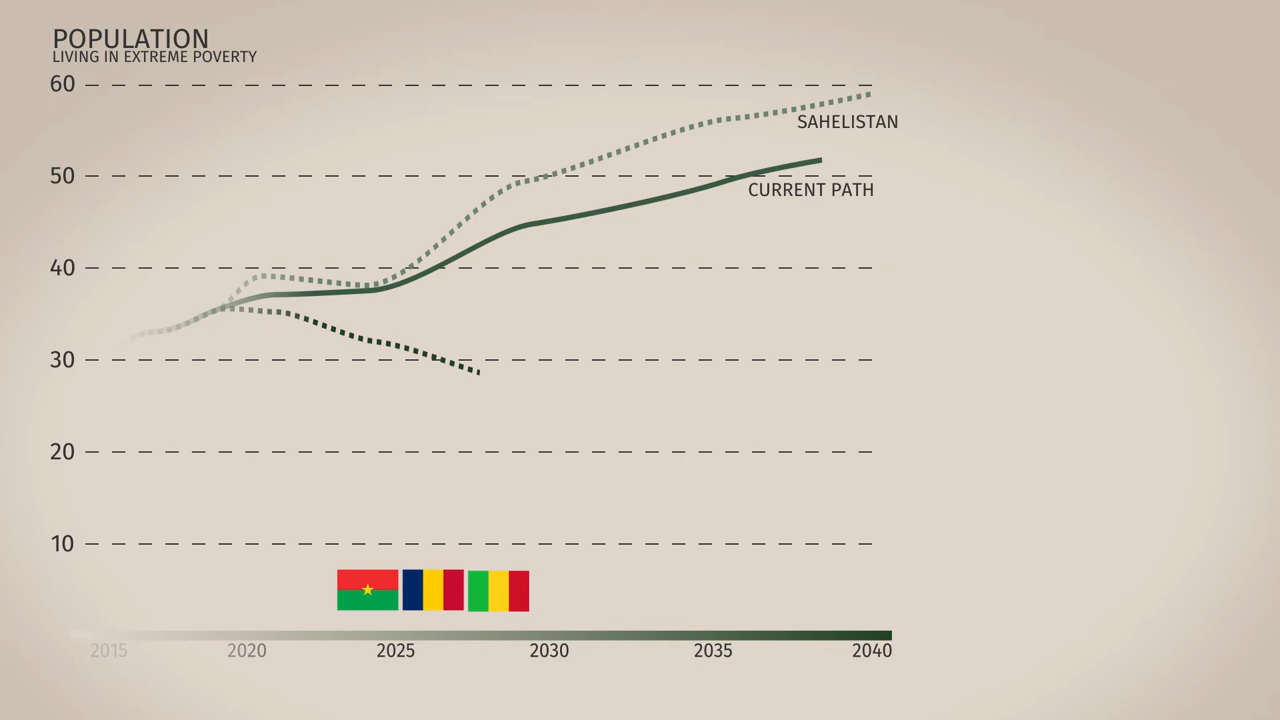 POPULATION
LIVING IN EXTREME POVERTY
60
SAHELISTAN
50
CURRENT PATH
40
30
20
10
2015 2020 2025 2030 2035 2040